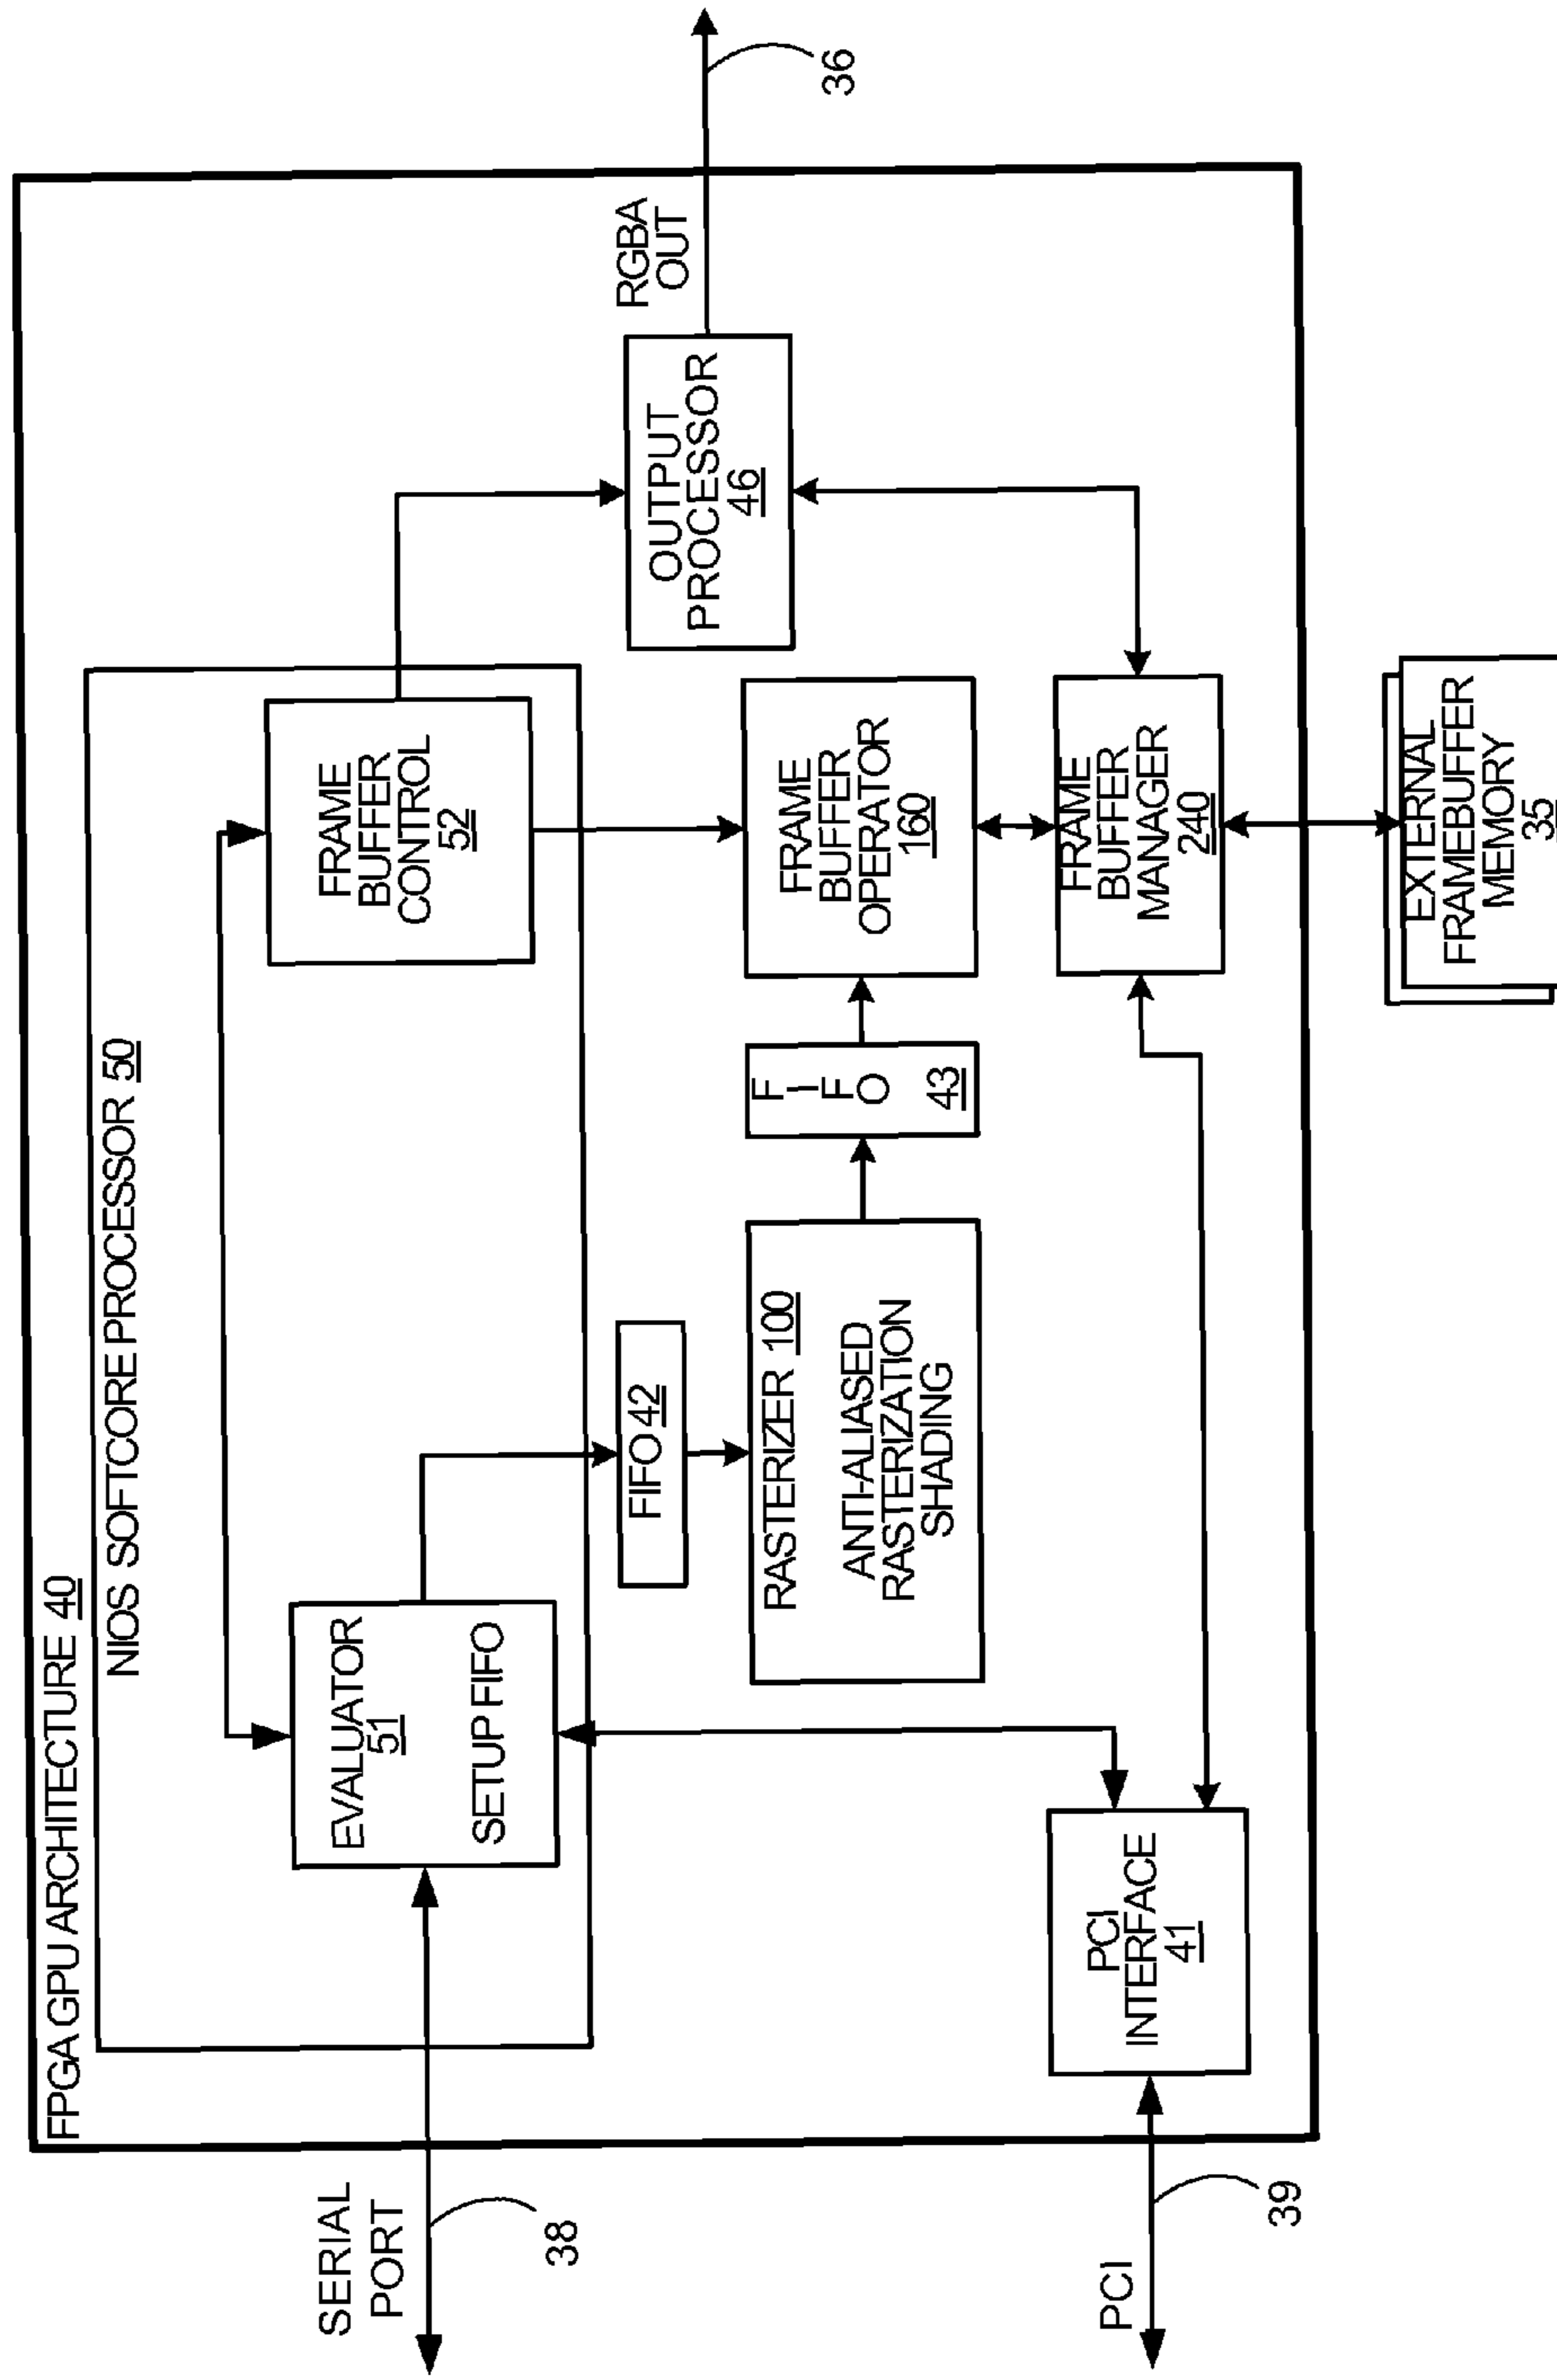 FPGA GPU ARCHITECTURE 40
NIOS SOFTCORE PROCESSOR 50
SERIAL
PORT
38
EVALUATOR
51
SETUP FIFO
FRAME
BUFFER
CONTROL
52
FIFO 42
RASTERIZER 100
ANTI-ALIASED
RASTERIZATION
SHADING
F
I
F
O
43
FRAME
BUFFER
OPERATOR
160
OUTPUT
PROCESSOR
46
RGBA
OUT
36
PCI
39
PCI
INTERFACE
41
FRAME
BUFFER
MANAGER
240
EXTERNAL
FRAMEBUFFER
MEMORY
35